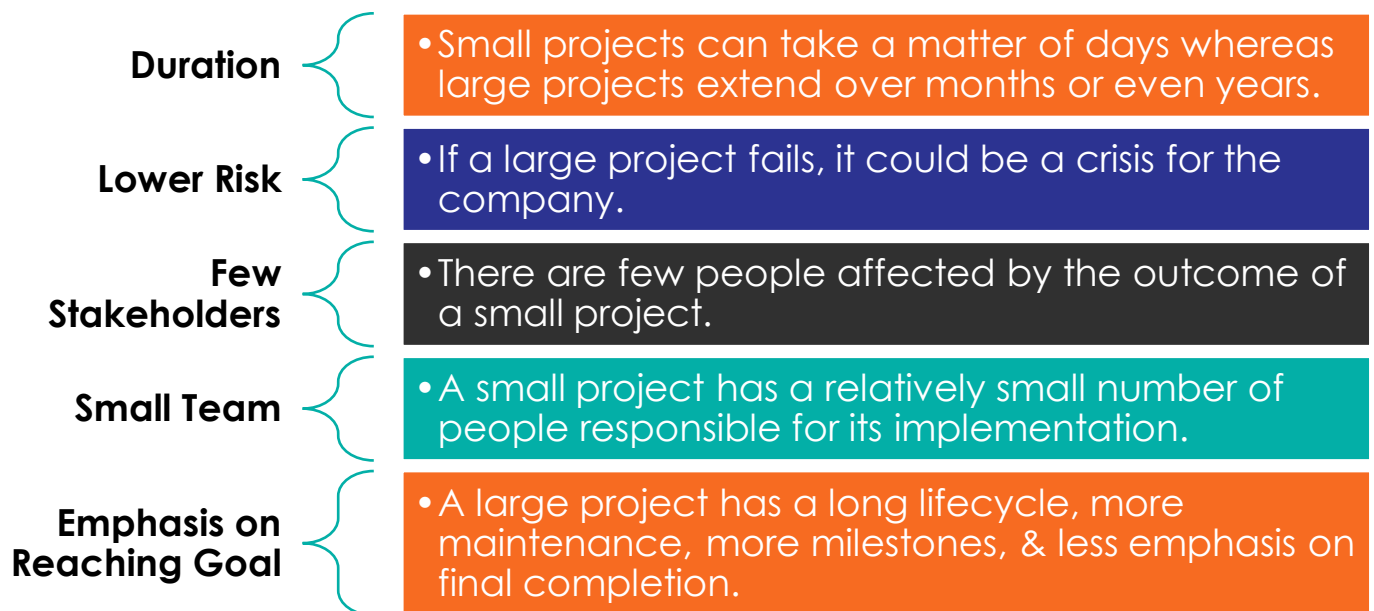 Duration
•Small projects can take a matter of days whereas
large projects extend over months or even years.
Lower Risk
•If a large project fails, it could be a crisis for the
company.
Few
Stakeholders
•There are few people affected by the outcome of
a small project.
Small Team
•A small project has a relatively small number of
people responsible for its implementation.
Emphasis on
Reaching Goal
•A large project has a long lifecycle, more
maintenance, more milestones, & less emphasis on
final completion.